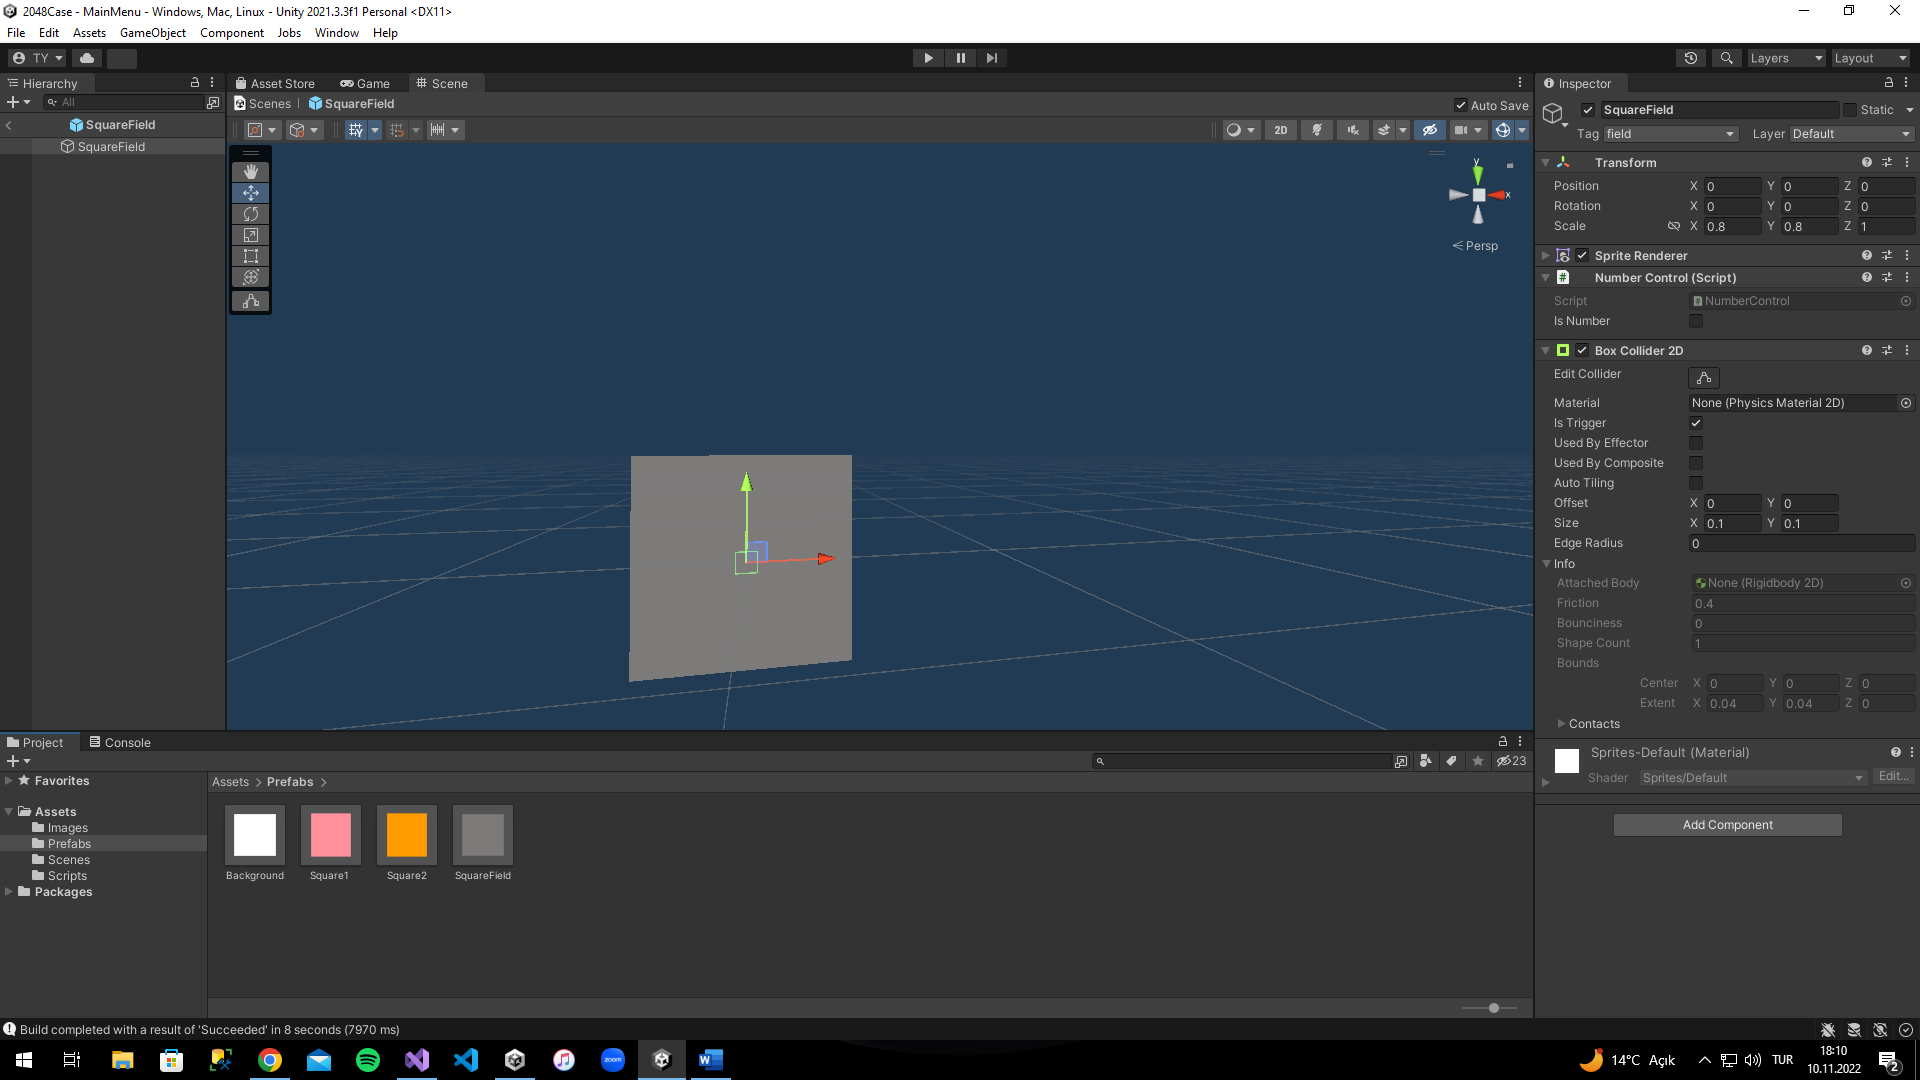 2048Case - MainMenu - Windows, Mac, Linux - Unity 2021.3.3f1 Personal <DX11>
File Edit Assets GameObject Component Jobs Window Help
TY
Layers
Layout
Hierarchy
All
SquareField
SquareField
Asset Store
Game
Scene
Scenes
SquareField
Auto Save
2D
y
x
Persp
Inspector
SquareField
Static
Tag field
Layer Default
Transform
Position X 0 Y 0 Z 0
Rotation X 0 Y 0 Z 0
Scale X 0.8 Y 0.8 Z 1
Sprite Renderer
Number Control (Script)
Script NumberControl
Is Number
Box Collider 2D
Edit Collider
Material None (Physics Material 2D)
Is Trigger
Used By Effector
Used By Composite
Auto Tiling
Offset X 0 Y 0
Size X 0.1 Y 0.1
Edge Radius 0
Info
Attached Body None (Rigidbody 2D)
Friction 0.4
Bounciness 0
Shape Count 1
Bounds
Center X 0 Y 0 Z 0
Extent X 0.04 Y 0.04 Z 0
Contacts
Sprites-Default (Material)
Shader Sprites/Default Edit...
Add Component
Project
Console
23
Favorites
Assets
Images
Prefabs
Scenes
Scripts
Packages
Assets > Prefabs >
Background
Square1
Square2
SquareField
Build completed with a result of 'Succeeded' in 8 seconds (7970 ms)
zoom
14°C Açık
TUR
18:10
10.11.2022
2